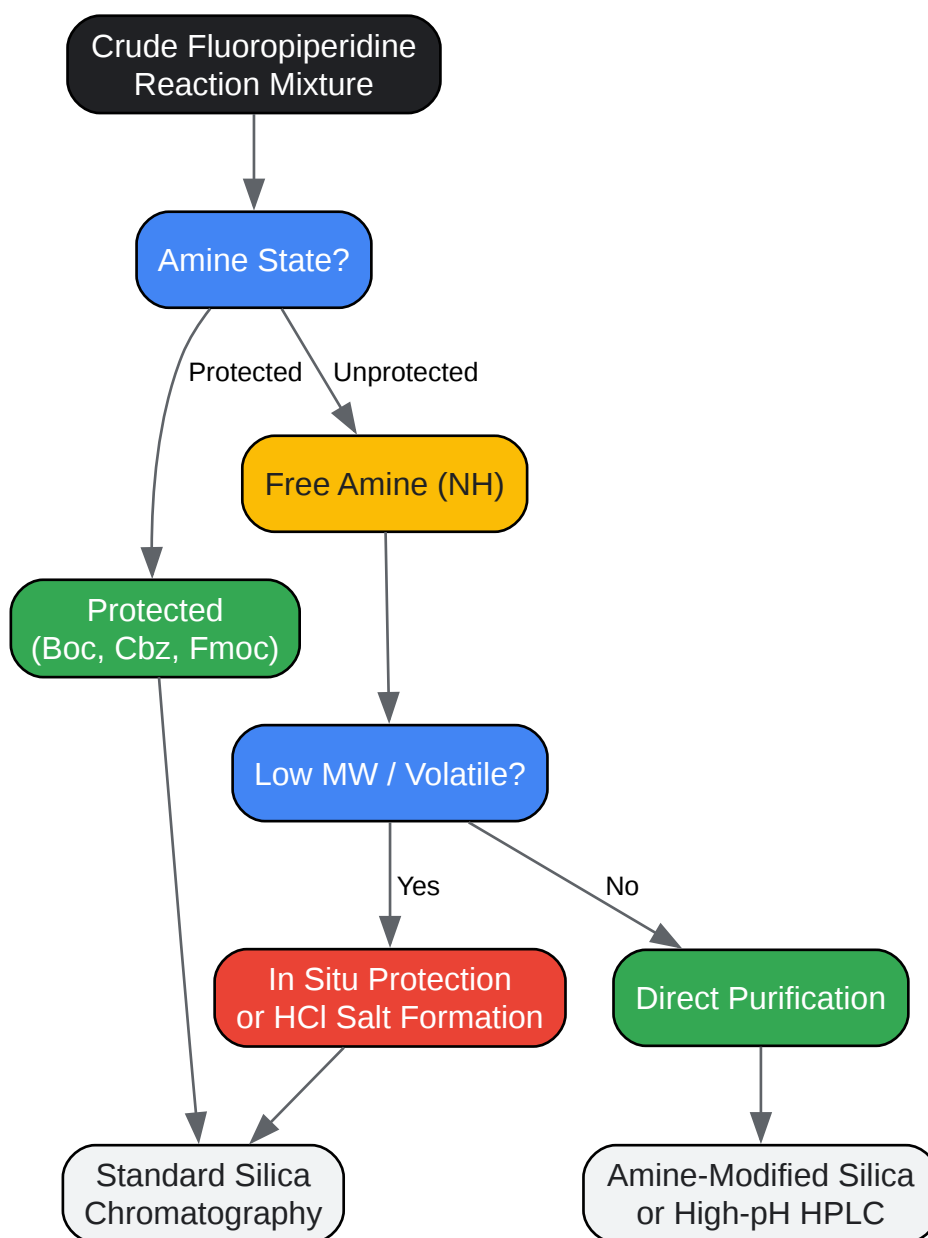 Crude Fluoropiperidine
Reaction Mixture
Amine State?
Protected
Unprotected
Free Amine (NH)
Protected
(Boc, Cbz, Fmoc)
Low MW / Volatile?
Yes
No
In Situ Protection
or HCl Salt Formation
Direct Purification
Standard Silica
Chromatography
Amine-Modified Silica
or High-pH HPLC